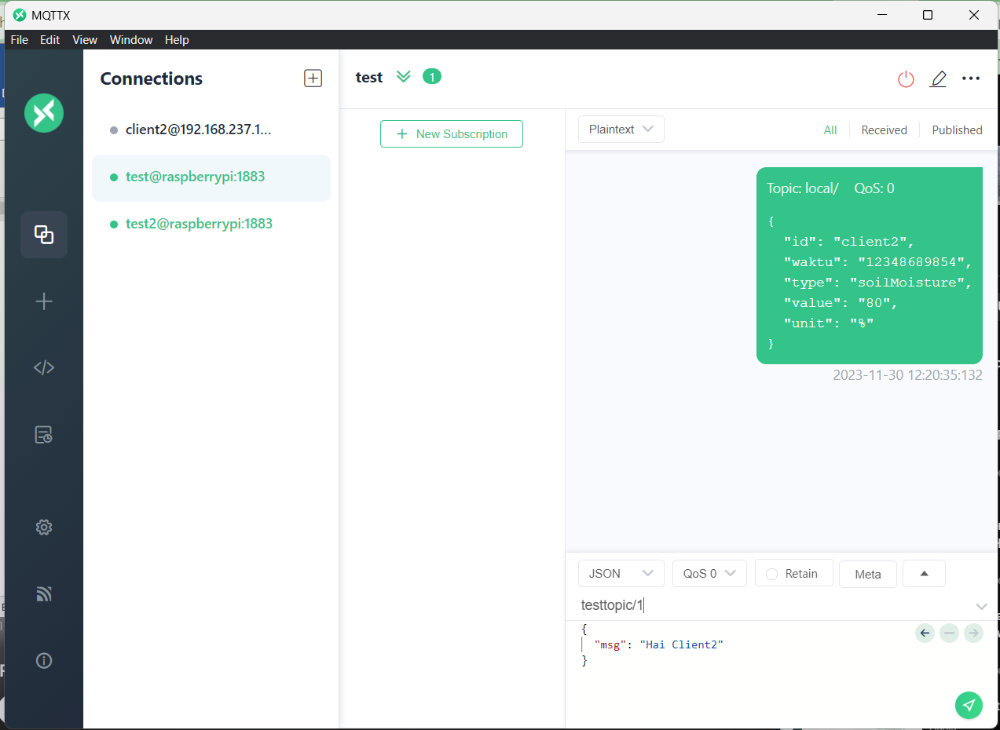 MQTTX
File Edit View Window Help
Connections
test 1
client2@192.168.237.1...
test@raspberrypi:1883
test2@raspberrypi:1883
+ New Subscription
Plaintext
All Received Published
Topic: local/ QoS: 0
{
"id": "client2",
"waktu": "12348689854",
"type": "soilMoisture",
"value": "80",
"unit": "%"
}
2023-11-30 12:20:35:132
JSON QoS 0 Retain Meta
testtopic/1
{
"msg": "Hai Client2"
}